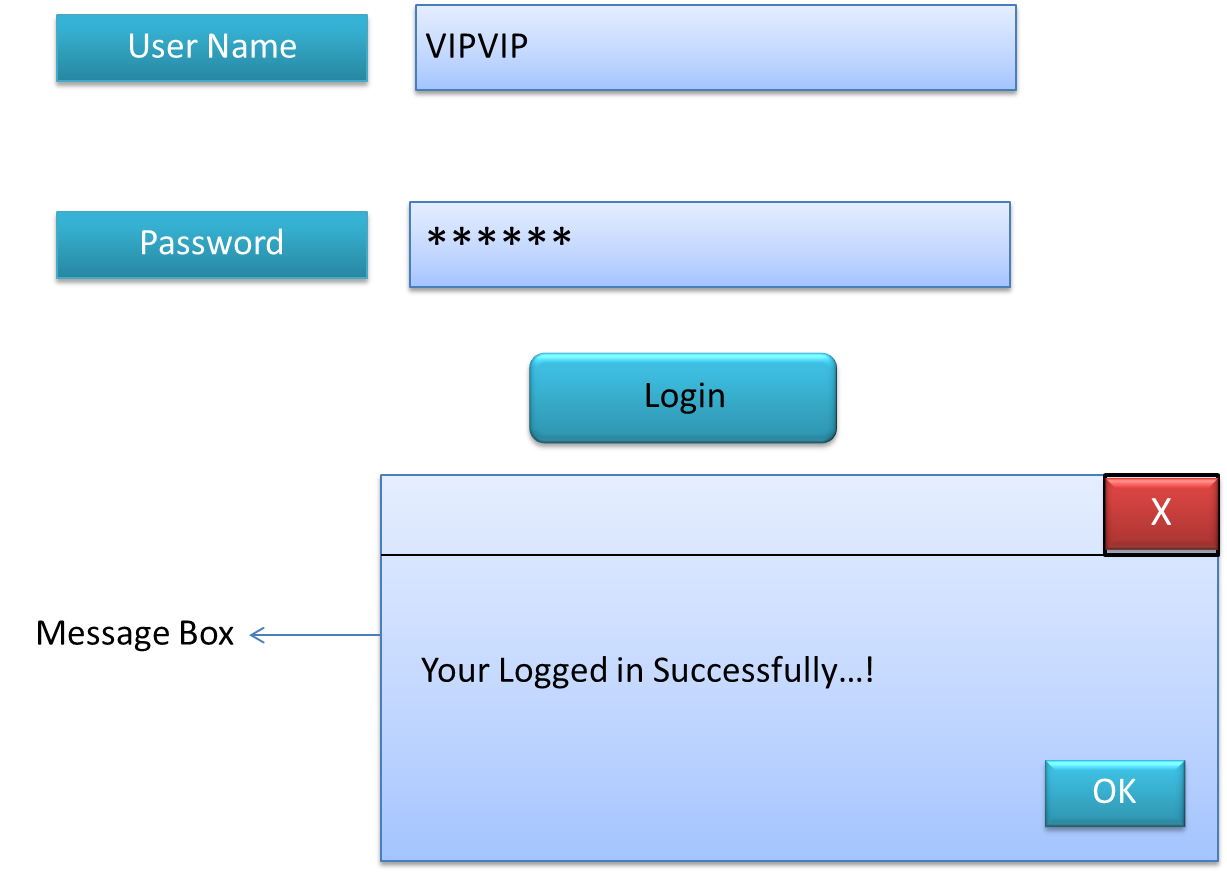 User Name
VIPVIP
Password
******
Login
X
Message Box
Your Logged in Successfully...!
OK